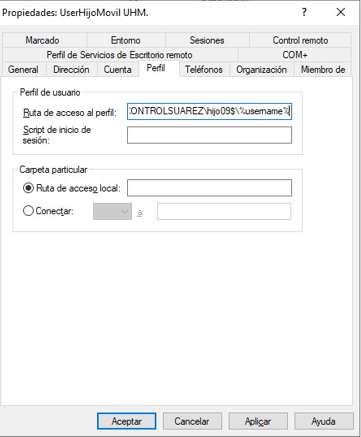 Propiedades: UserHijoMovil UHM.
? ×
Marcado Entorno Sesiones Control remoto
Perfil de Servicios de Escritorio remoto COM+
General Dirección Cuenta Perfil Teléfonos Organización Miembro de
Perfil de usuario
Ruta de acceso al perfil: CONTROLSUAREZ\hijo09$\%username%
Script de inicio de
sesión:
Carpeta particular
Ruta de acceso local:
Conectar: a:
Aceptar Cancelar Aplicar Ayuda